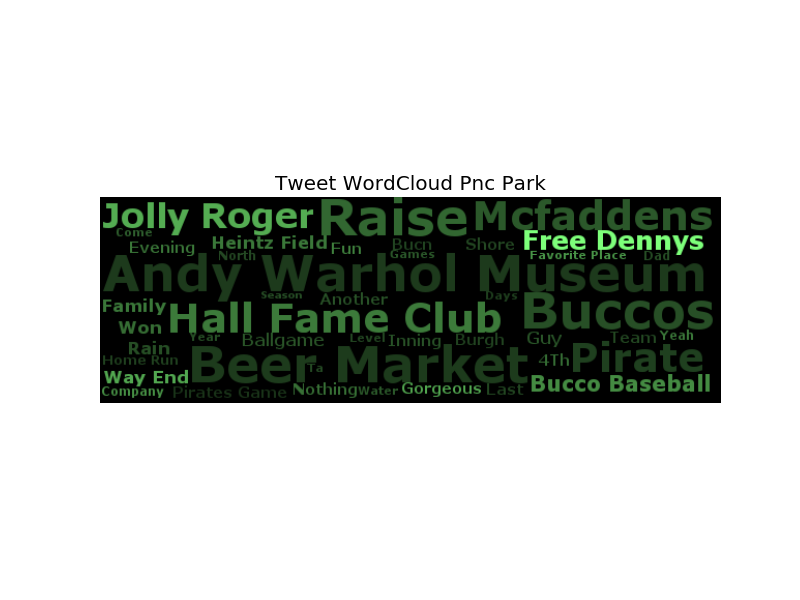 Tweet WordCloud Pnc Park
Jolly Roger Raise Mcfaddens
Come
Evening Heintz Field Fun Bucn Shore Free Dennys
North Games Favorite Place Dad
Andy Warhol Museum
Season Another Days
Family Hall Fame Club Buccos
Won
Year Ballgame Level Inning Burgh Guy Team Yeah
Rain
Home Run Beer Market 4Th Pirate
Ta
Way End
Company Pirates Game Nothing Water Gorgeous Last Bucco Baseball